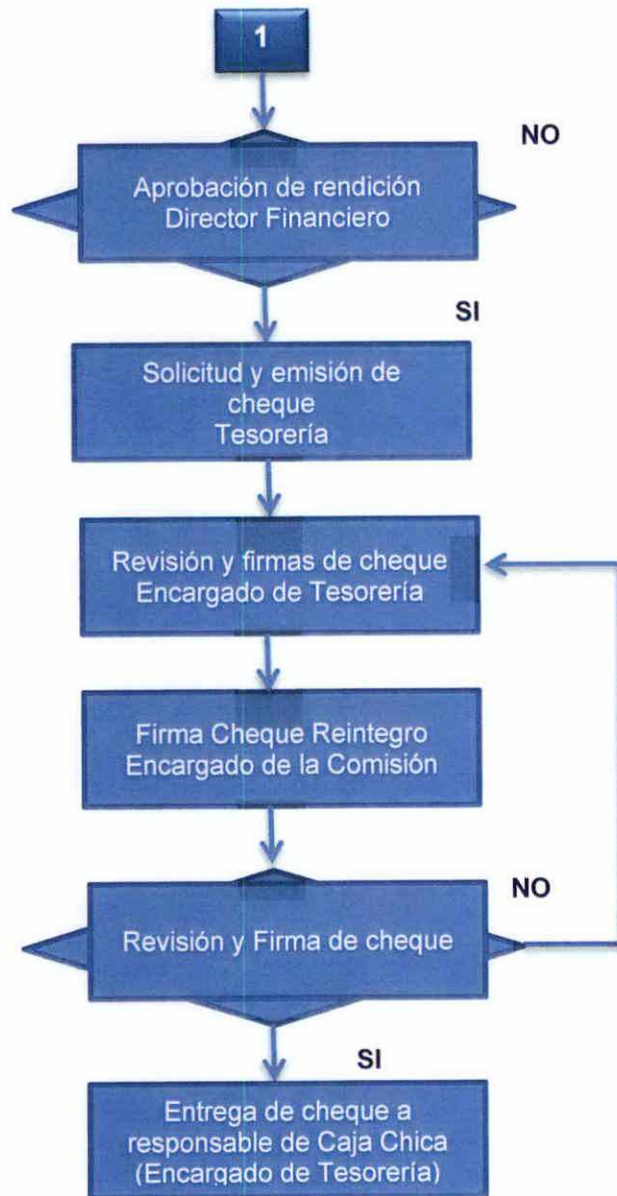 1
NO
Aprobación de rendición
Director Financiero
SI
Solicitud y emisión de
cheque
Tesorería
Revisión y firmas de cheque
Encargado de Tesorería
Firma Cheque Reintegro
Encargado de la Comisión
NO
Revisión y Firma de cheque
SI
Entrega de cheque a
responsable de Caja Chica
(Encargado de Tesorería)